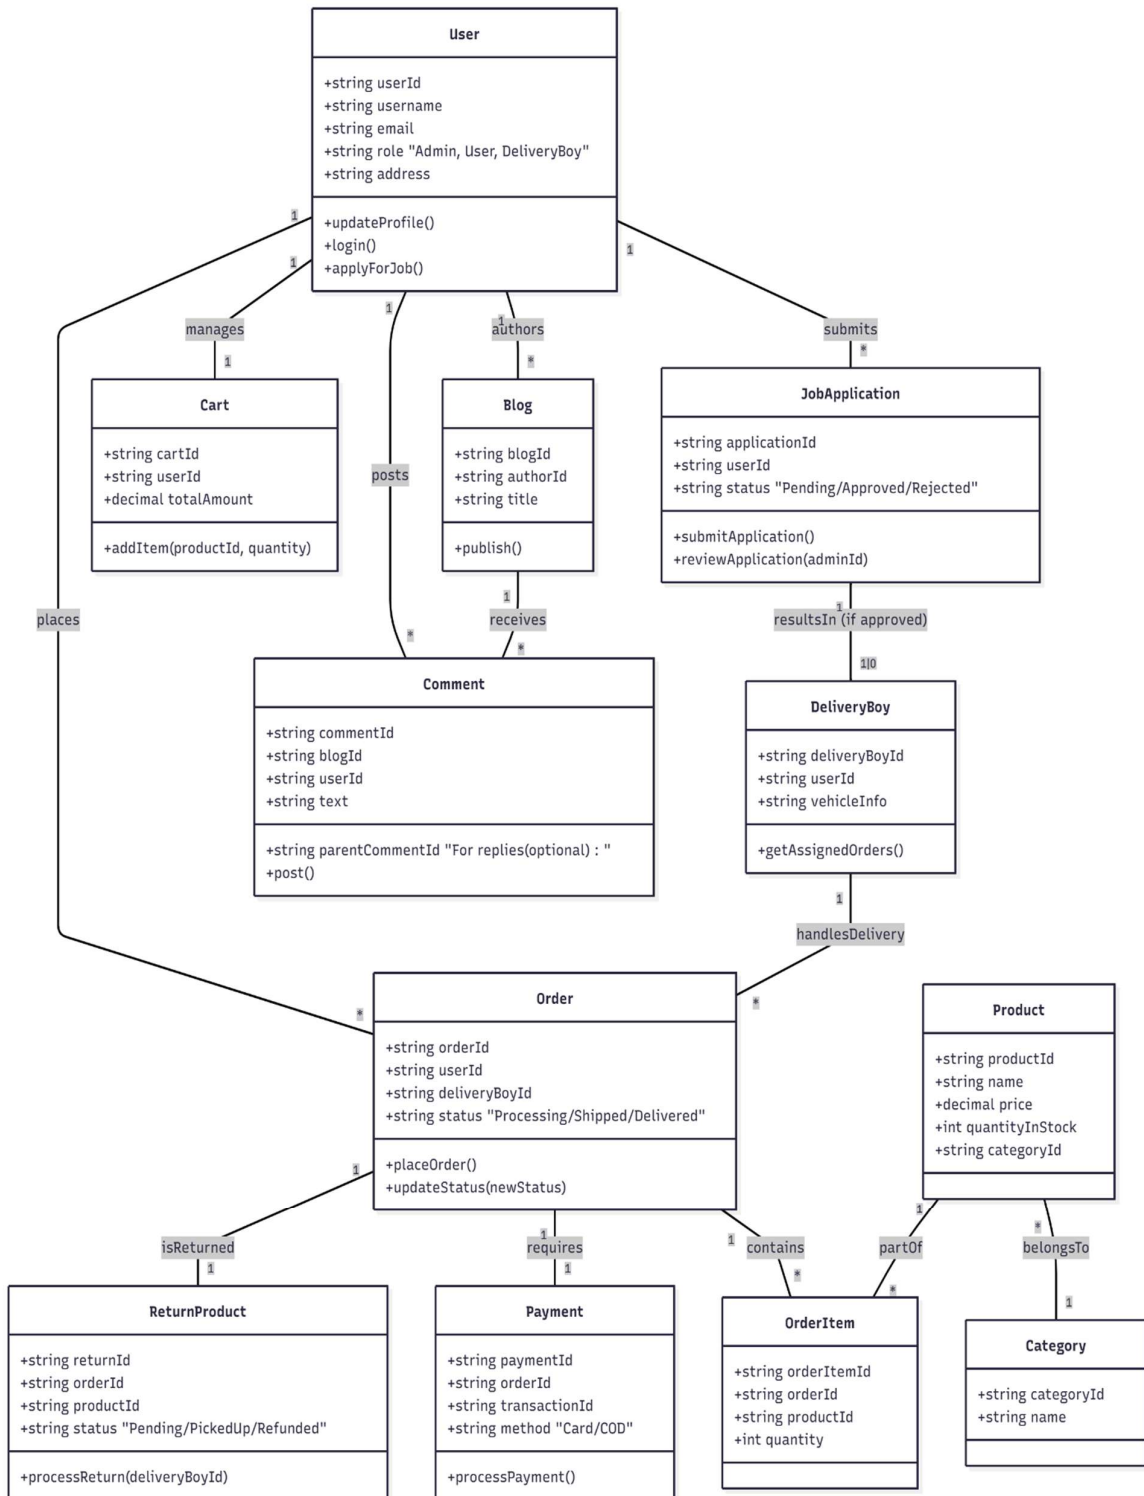 User
+string userId
+string username
+string email
+string role "Admin, User, DeliveryBoy"
+string address
+updateProfile()
+login()
+applyForJob()
1
1
1
1
1
manages
authors
submits
1
*
*
Cart
+string cartId
+string userId
+decimal totalAmount
+addItem(productId, quantity)
posts
Blog
+string blogId
+string authorId
+string title
+publish()
JobApplication
+string applicationId
+string userId
+string status "Pending/Approved/Rejected"
+submitApplication()
+reviewApplication(adminId)
places
1
receives
1
resultsIn (if approved)
*
*
1|0
Comment
+string commentId
+string blogId
+string userId
+string text
+string parentCommentId "For replies(optional) : "
+post()
DeliveryBoy
+string deliveryBoyId
+string userId
+string vehicleInfo
+getAssignedOrders()
1
handlesDelivery
*
*
Order
+string orderId
+string userId
+string deliveryBoyId
+string status "Processing/Shipped/Delivered"
+placeOrder()
+updateStatus(newStatus)
Product
+string productId
+string name
+decimal price
+int quantityInStock
+string categoryId
1
1
1
1
*
isReturned
requires
contains
partOf
belongsTo
1
1
*
*
1
ReturnProduct
+string returnId
+string orderId
+string productId
+string status "Pending/PickedUp/Refunded"
+processReturn(deliveryBoyId)
Payment
+string paymentId
+string orderId
+string transactionId
+string method "Card/COD"
+processPayment()
OrderItem
+string orderItemId
+string orderId
+string productId
+int quantity
Category
+string categoryId
+string name